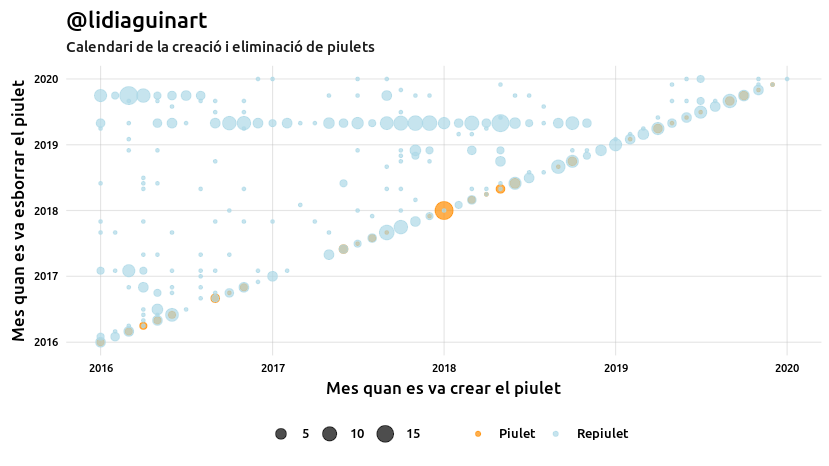 @lidiaguinart
Calendari de la creació i eliminació de piulets
Mes quan es va esborrar el piulet
2020
2019
2018
2017
2016
2016 2017 2018 2019 2020
Mes quan es va crear el piulet
5 10 15 Piulet Repiulet